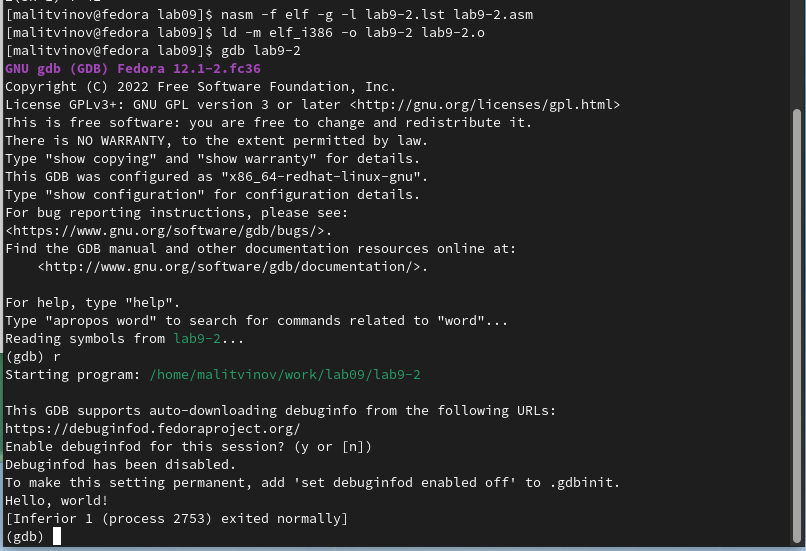 [malitvinov@fedora lab09]$ nasm -f elf -g -l lab9-2.lst lab9-2.asm
[malitvinov@fedora lab09]$ ld -m elf_i386 -o lab9-2 lab9-2.o
[malitvinov@fedora lab09]$ gdb lab9-2
GNU gdb (GDB) Fedora 12.1-2.fc36
Copyright (C) 2022 Free Software Foundation, Inc.
License GPLv3+: GNU GPL version 3 or later <http://gnu.org/licenses/gpl.html>
This is free software: you are free to change and redistribute it.
There is NO WARRANTY, to the extent permitted by law.
Type "show copying" and "show warranty" for details.
This GDB was configured as "x86_64-redhat-linux-gnu".
Type "show configuration" for configuration details.
For bug reporting instructions, please see:
<https://www.gnu.org/software/gdb/bugs/>.
Find the GDB manual and other documentation resources online at:
    <http://www.gnu.org/software/gdb/documentation/>.

For help, type "help".
Type "apropos word" to search for commands related to "word"...
Reading symbols from lab9-2...
(gdb) r
Starting program: /home/malitvinov/work/lab09/lab9-2

This GDB supports auto-downloading debuginfo from the following URLs:
https://debuginfod.fedoraproject.org/
Enable debuginfod for this session? (y or [n])
Debuginfod has been disabled.
To make this setting permanent, add 'set debuginfod enabled off' to .gdbinit.
Hello, world!
[Inferior 1 (process 2753) exited normally]
(gdb)